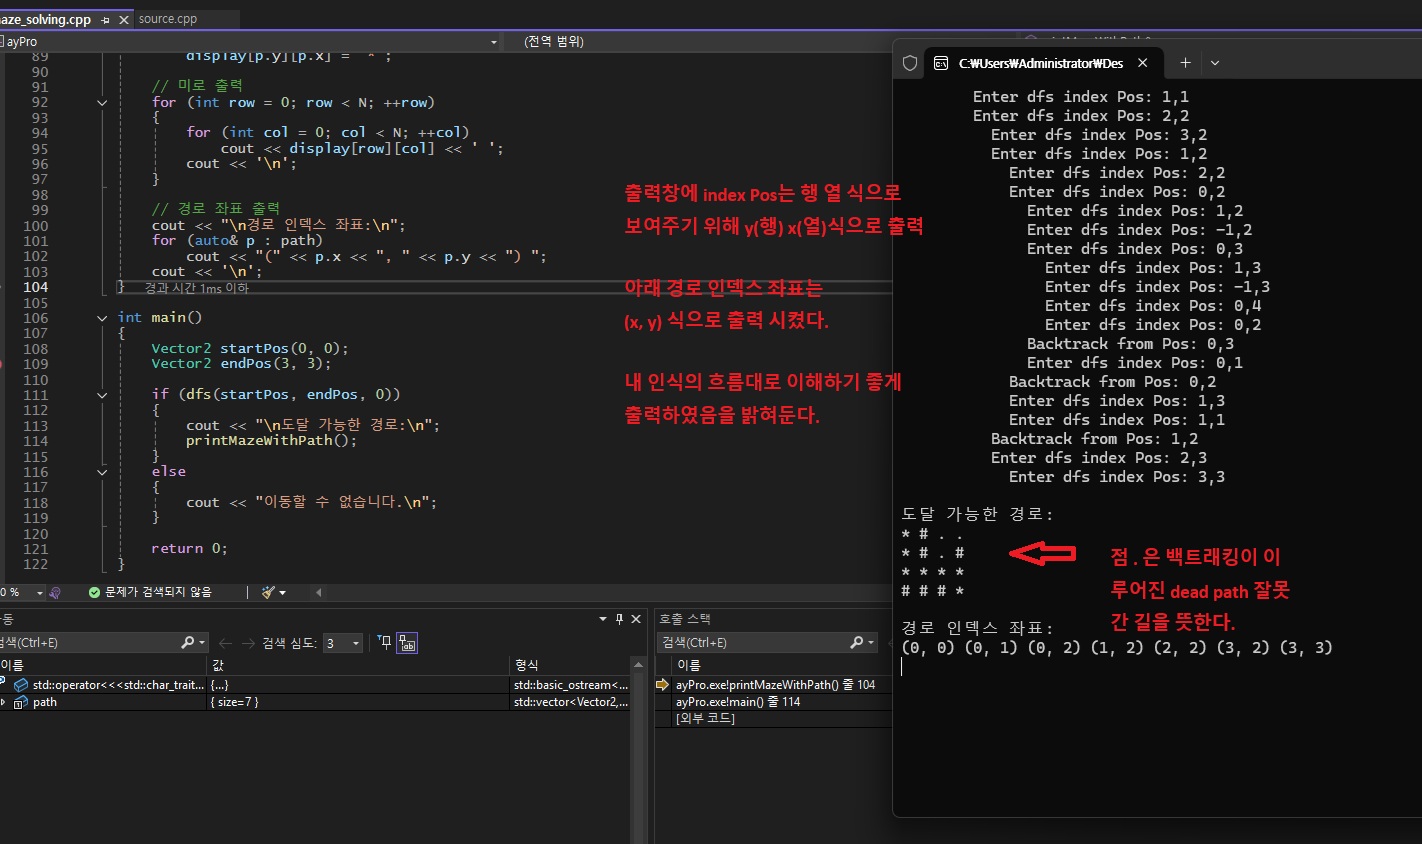 maze_solving.cpp
source.cpp
ayPro
(전역 범위)
89 display[p.y][p.x] = '*';
90
91 // 미로 출력
92 for (int row = 0; row < N; ++row)
93 {
94 for (int col = 0; col < N; ++col)
95 cout << display[row][col] << ' ';
96 cout << '\n';
97 }
98
99 // 경로 좌표 출력
100 cout << "\n경로 인덱스 좌표:\n";
101 for (auto& p : path)
102 cout << "(" << p.x << ", " << p.y << ") ";
103 cout << '\n';
104 } 경과 시간 1ms 이하
105
106 int main()
107 {
108 Vector2 startPos(0, 0);
109 Vector2 endPos(3, 3);
110
111 if (dfs(startPos, endPos, 0))
112 {
113 cout << "\n도달 가능한 경로:\n";
114 printMazeWithPath();
115 }
116 else
117 {
118 cout << "이동할 수 없습니다.\n";
119 }
120
121 return 0;
122 }
출력창에 index Pos는 행 열 식으로
보여주기 위해 y(행) x(열)식으로 출력
아래 경로 인덱스 좌표는
(x, y) 식으로 출력 시켰다.
내 인식의 흐름대로 이해하기 좋게
출력하였음을 밝혀둔다.
C:₩Users₩Administrator₩Des
Enter dfs index Pos: 1,1
Enter dfs index Pos: 2,2
Enter dfs index Pos: 3,2
Enter dfs index Pos: 1,2
Enter dfs index Pos: 2,2
Enter dfs index Pos: 0,2
Enter dfs index Pos: 1,2
Enter dfs index Pos: -1,2
Enter dfs index Pos: 0,3
Enter dfs index Pos: 1,3
Enter dfs index Pos: -1,3
Enter dfs index Pos: 0,4
Enter dfs index Pos: 0,2
Backtrack from Pos: 0,3
Enter dfs index Pos: 0,1
Backtrack from Pos: 0,2
Enter dfs index Pos: 1,3
Enter dfs index Pos: 1,1
Backtrack from Pos: 1,2
Enter dfs index Pos: 2,3
Enter dfs index Pos: 3,3
도달 가능한 경로:
* # . .
* # . #
* * * *
# # # *
점 . 은 백트래킹이 이
루어진 dead path 잘못
간 길을 뜻한다.
경로 인덱스 좌표:
(0, 0) (0, 1) (0, 2) (1, 2) (2, 2) (3, 2) (3, 3)
0 %
문제가 검색되지 않음
동
검색(Ctrl+E)
검색 심도: 3
이름 값 형식
std::operator<<<std::char_trait... {...} std::basic_ostream<...
path { size=7 } std::vector<Vector2,...
호출 스택
검색(Ctrl+E)
이름
ayPro.exe!printMazeWithPath() 줄 104
ayPro.exe!main() 줄 114
[외부 코드]